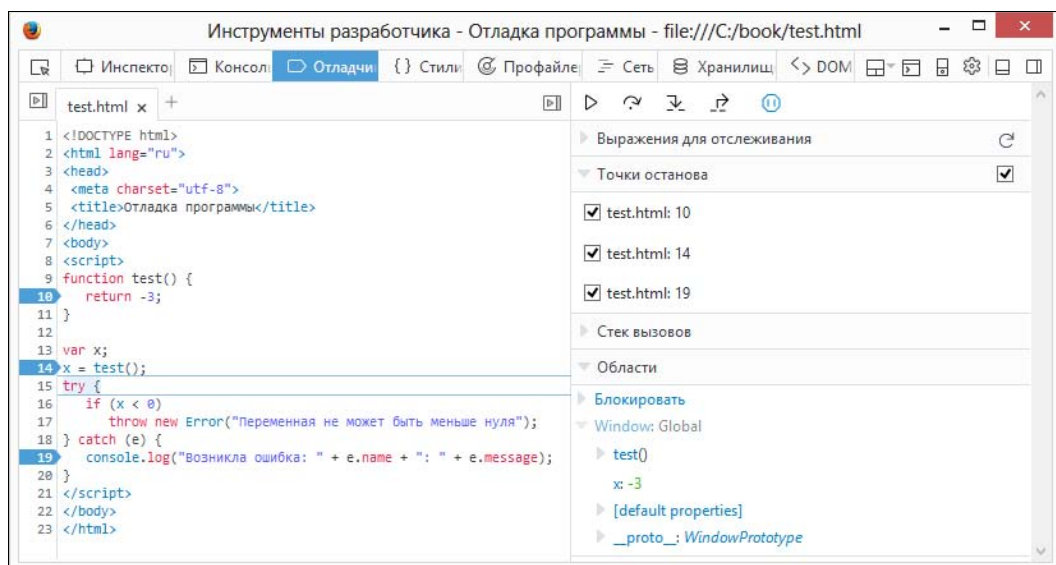 Инструменты разработчика - Отладка программы - file:///C:/book/test.html
Инспектор Консол Отладчи {} Стили Профайле Сеть Хранилищ DOM
test.html × +
1 <!DOCTYPE html>
2 <html lang="ru">
3 <head>
4 <meta charset="utf-8">
5 <title>Отладка программы</title>
6 </head>
7 <body>
8 <script>
9 function test() {
10 return -3;
11 }
12
13 var x;
14 x = test();
15 try {
16 if (x < 0)
17 throw new Error("Переменная не может быть меньше нуля");
18 } catch (e) {
19 console.log("Возникла ошибка: " + e.name + ": " + e.message);
20 }
21 </script>
22 </body>
23 </html>
Выражения для отслеживания
Точки останова
test.html: 10
test.html: 14
test.html: 19
Стек вызовов
Области
Блокировать
Window: Global
test()
x: -3
[default properties]
__proto__: WindowPrototype